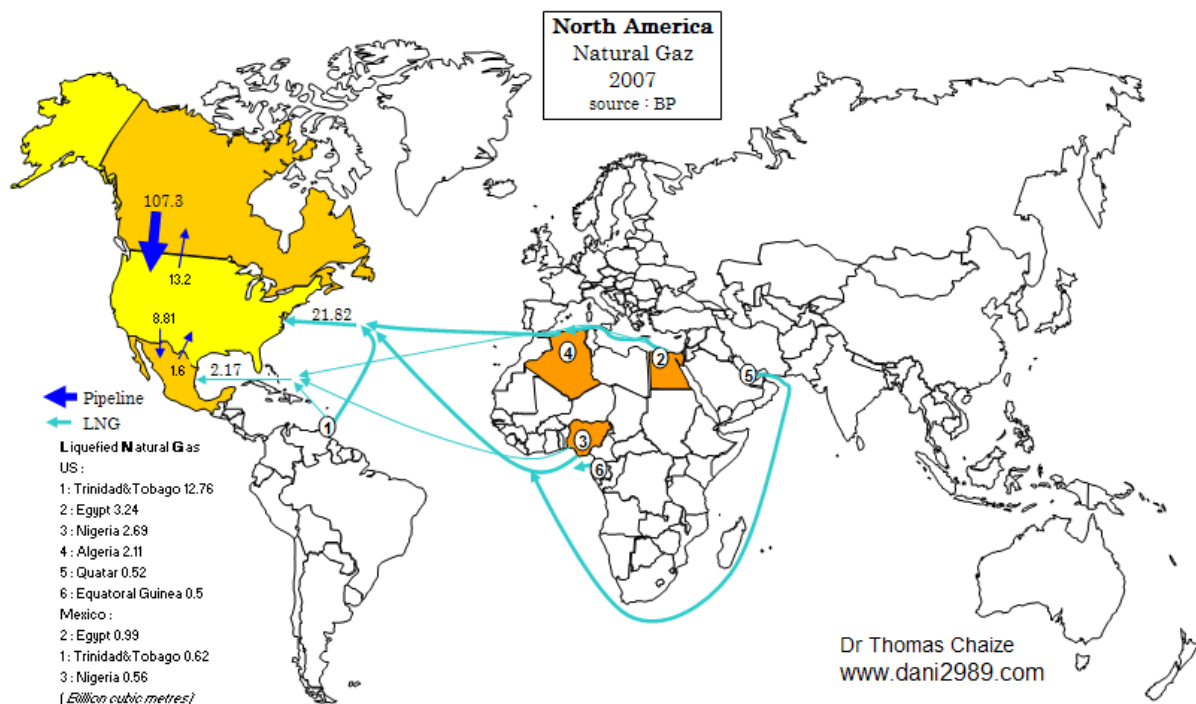 North America
Natural Gaz
2007
source : BP
107.3
13.2
8.81
1.6
21.82
2.17
1
2
3
4
5
6
Pipeline
LNG
Liquefied Natural Gas
US :
1: Trinidad&Tobago 12.76
2 : Egypt 3.24
3 : Nigeria 2.69
4 : Algeria 2.11
5 : Quatar 0.52
6 : Equatoral Guinea 0.5
Mexico :
2 : Egypt 0.99
1 : Trinidad&Tobago 0.62
3 : Nigeria 0.56
( Billion cubic metres)
Dr Thomas Chaize
www.dani2989.com